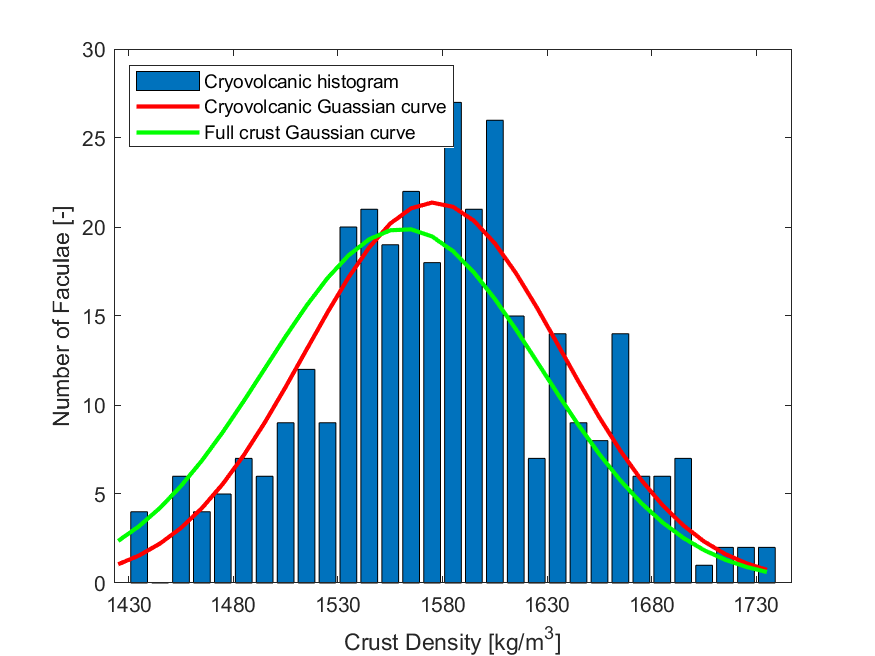 30
Cryovolcanic histogram
Cryovolcanic Guassian curve
Full crust Gaussian curve
25
20
15
10
5
0
Number of Faculae [-]
1430 1480 1530 1580 1630 1680 1730
Crust Density [kg/m³]